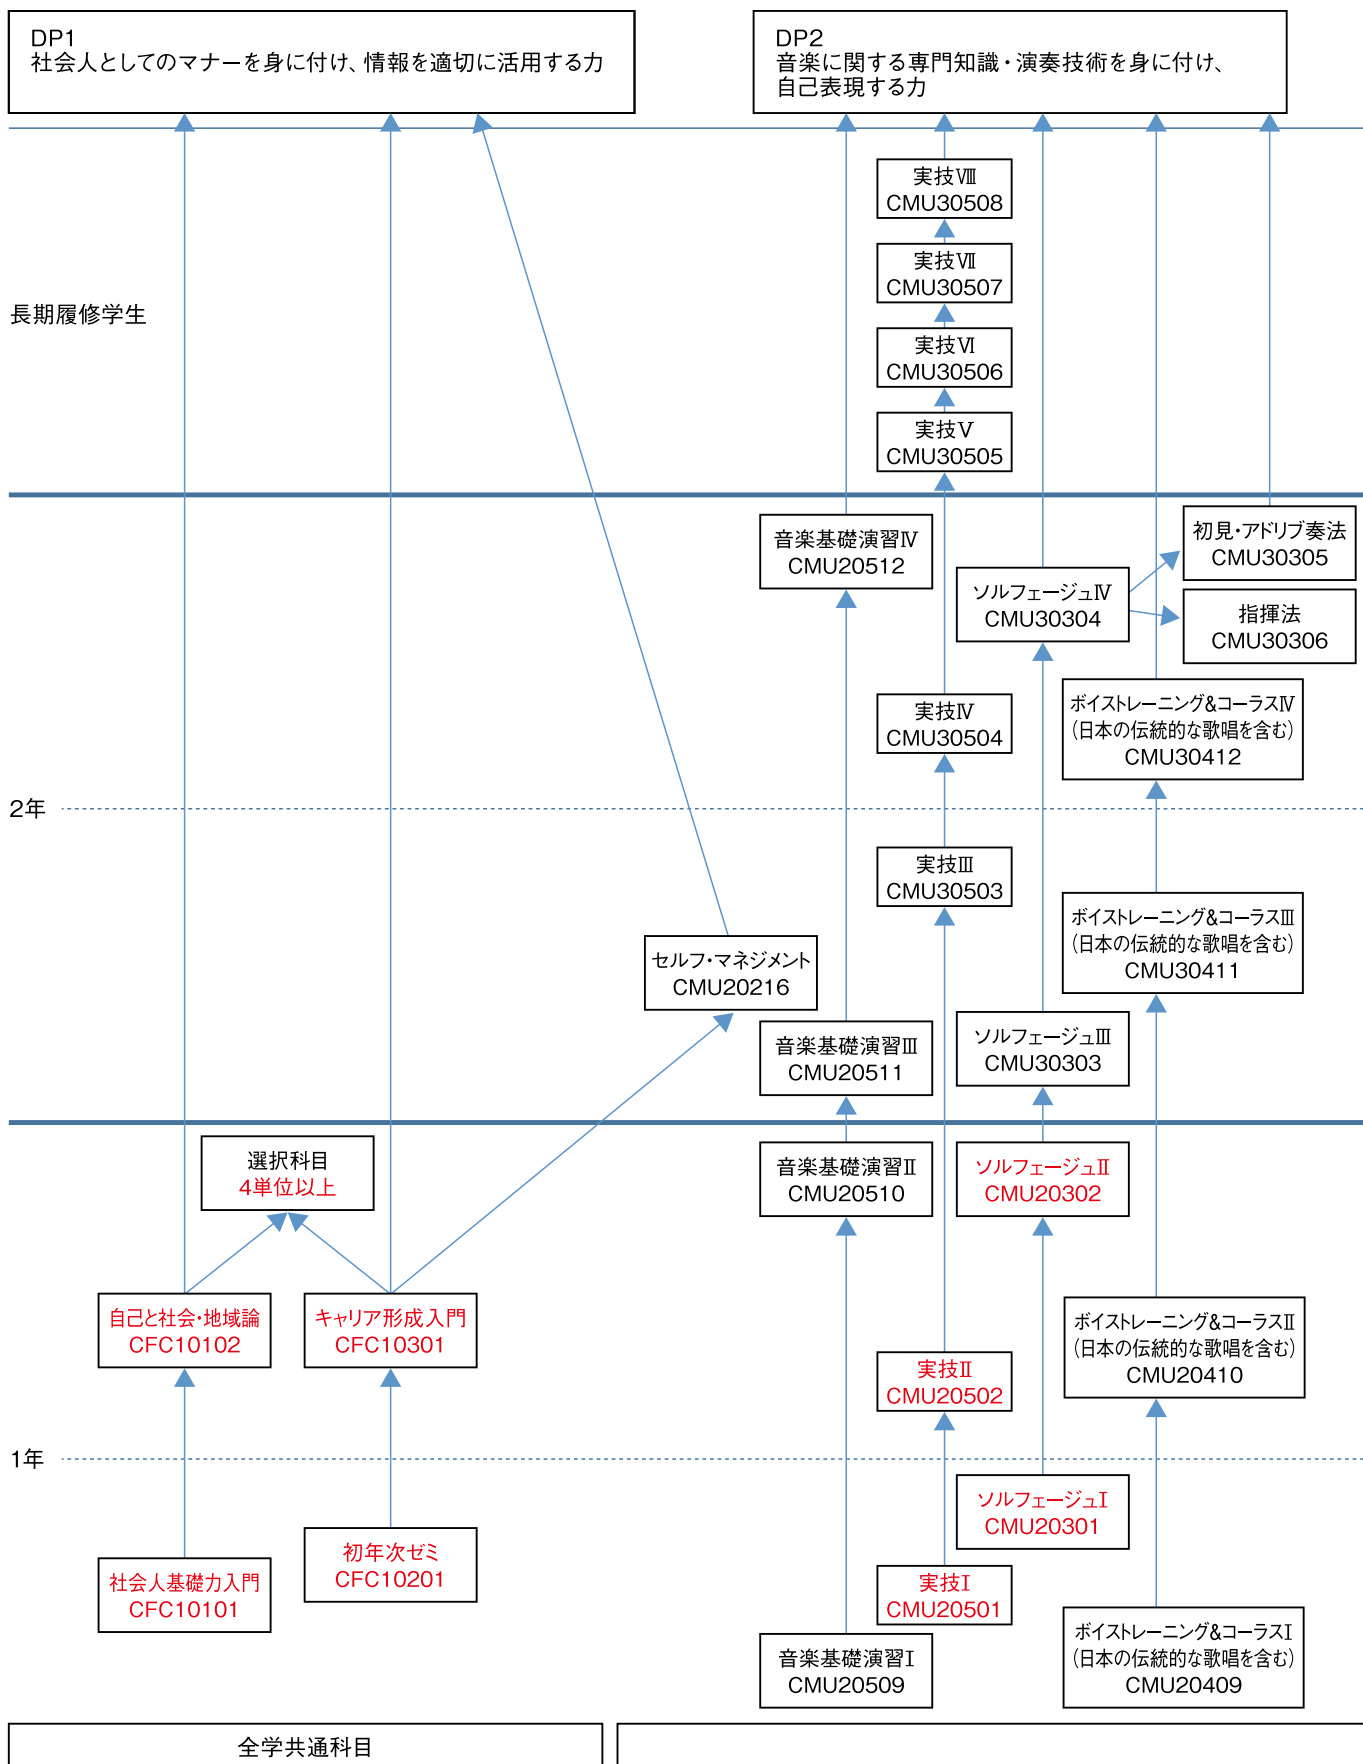 DP1
社会人としてのマナーを身に付け、情報を適切に活用する力
DP2
音楽に関する専門知識・演奏技術を身に付け、
自己表現する力
実技Ⅷ
CMU30508
実技Ⅶ
CMU30507
長期履修学生
実技Ⅵ
CMU30506
実技Ⅴ
CMU30505
音楽基礎演習Ⅳ
CMU20512
初見・アドリブ奏法
CMU30305
ソルフェージュⅣ
CMU30304
指揮法
CMU30306
実技Ⅳ
CMU30504
ボイストレーニング&コーラスⅣ
(日本の伝統的な歌唱を含む)
CMU30412
2年
実技Ⅲ
CMU30503
ボイストレーニング&コーラスⅢ
(日本の伝統的な歌唱を含む)
CMU30411
セルフ・マネジメント
CMU20216
音楽基礎演習Ⅲ
CMU20511
ソルフェージュⅢ
CMU30303
選択科目
4単位以上
音楽基礎演習Ⅱ
CMU20510
ソルフェージュⅡ
CMU20302
自己と社会・地域論
CFC10102
キャリア形成入門
CFC10301
ボイストレーニング&コーラスⅡ
(日本の伝統的な歌唱を含む)
CMU20410
実技Ⅱ
CMU20502
1年
ソルフェージュⅠ
CMU20301
初年次ゼミ
CFC10201
社会人基礎力入門
CFC10101
実技Ⅰ
CMU20501
音楽基礎演習Ⅰ
CMU20509
ボイストレーニング&コーラスⅠ
(日本の伝統的な歌唱を含む)
CMU20409
全学共通科目